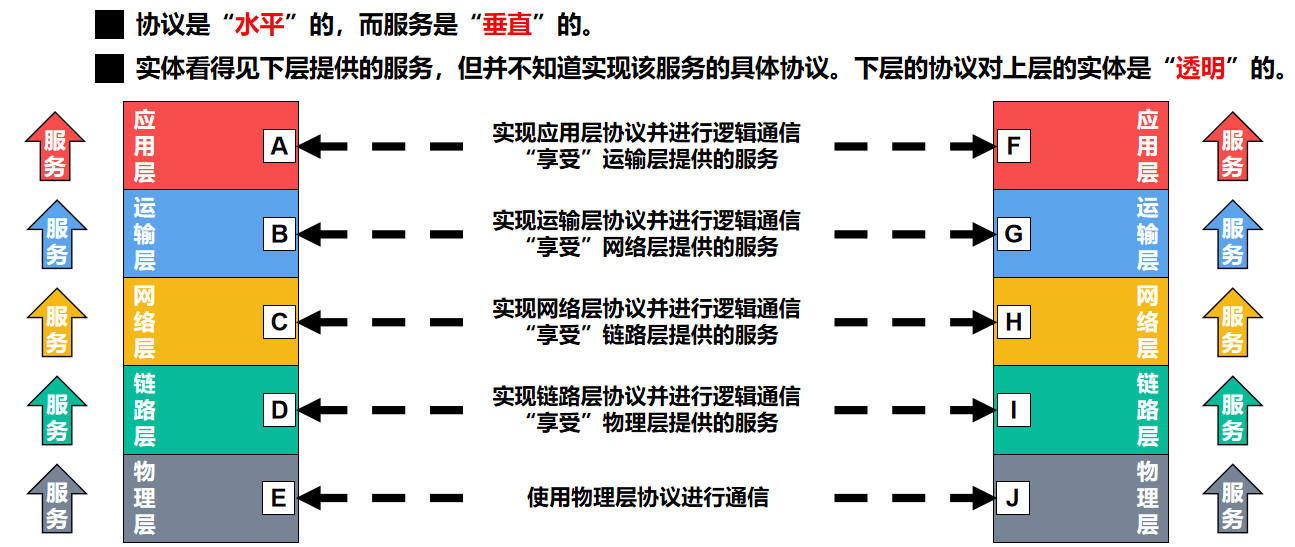 协议是“水平”的，而服务是“垂直”的。
实体看得见下层提供的服务，但并不知道实现该服务的具体协议。下层的协议对上层的实体是“透明”的。
服务
应用层
A
实现应用层协议并进行逻辑通信
“享受”运输层提供的服务
F
应用层
服务
服务
运输层
B
实现运输层协议并进行逻辑通信
“享受”网络层提供的服务
G
运输层
服务
服务
网络层
C
实现网络层协议并进行逻辑通信
“享受”链路层提供的服务
H
网络层
服务
服务
链路层
D
实现链路层协议并进行逻辑通信
“享受”物理层提供的服务
I
链路层
服务
服务
物理层
E
使用物理层协议进行通信
J
物理层
服务